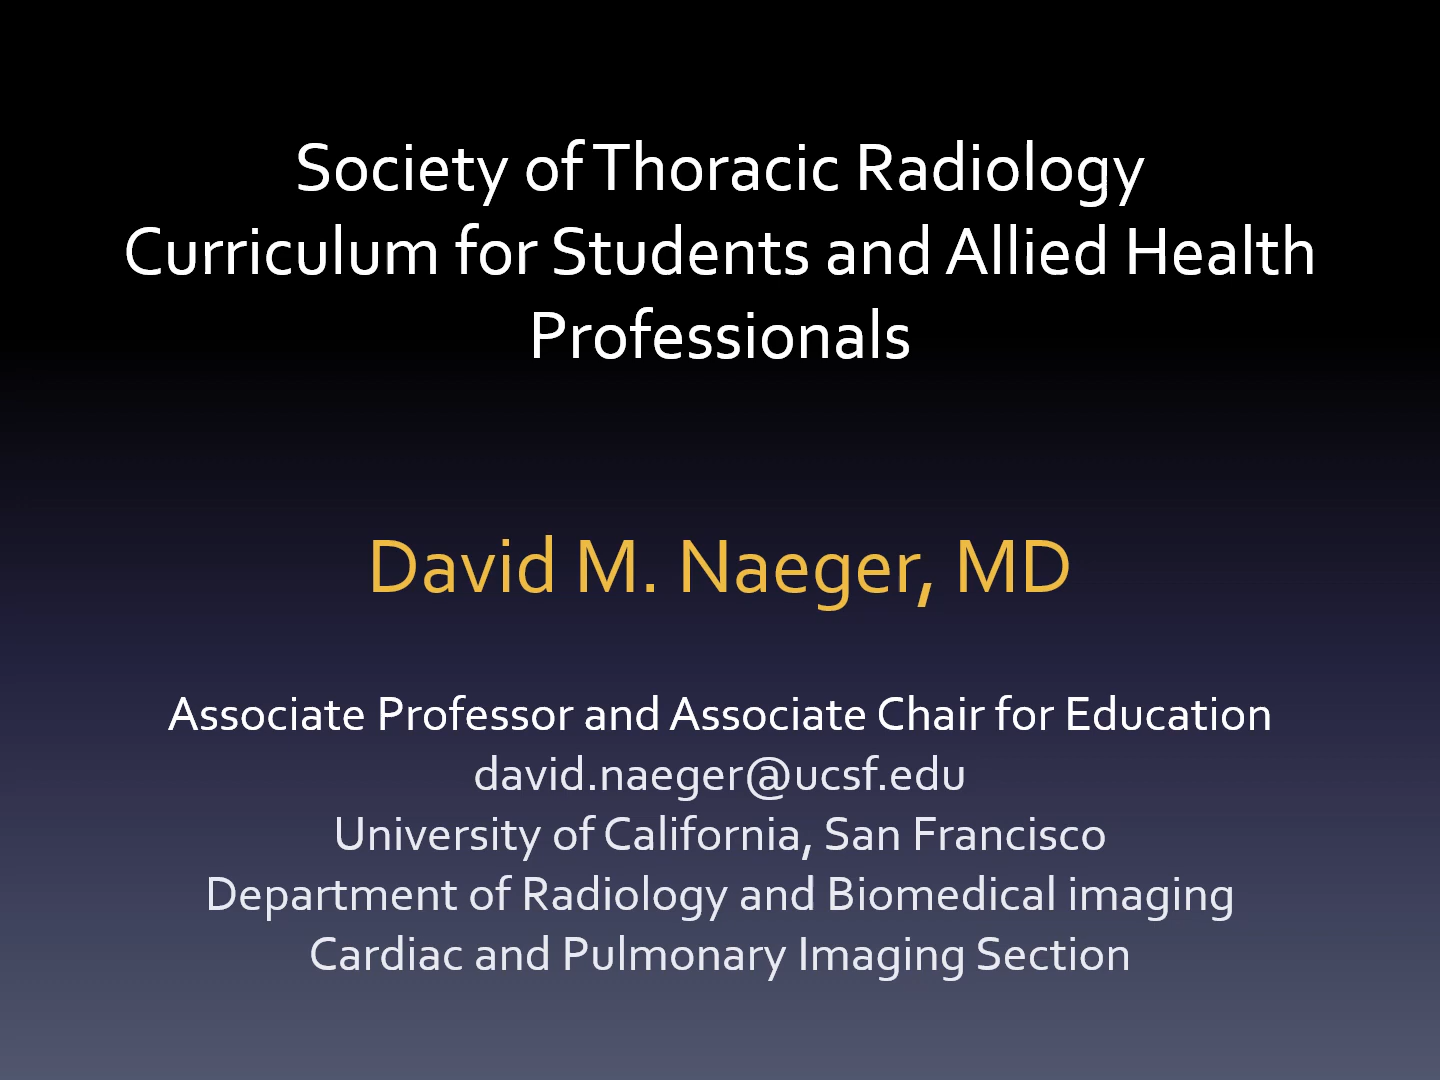 Society of Thoracic Radiology
Curriculum for Students and Allied Health
Professionals
David M. Naeger, MD
Associate Professor and Associate Chair for Education
david.naeger@ucsf.edu
University of California, San Francisco
Department of Radiology and Biomedical imaging
Cardiac and Pulmonary Imaging Section